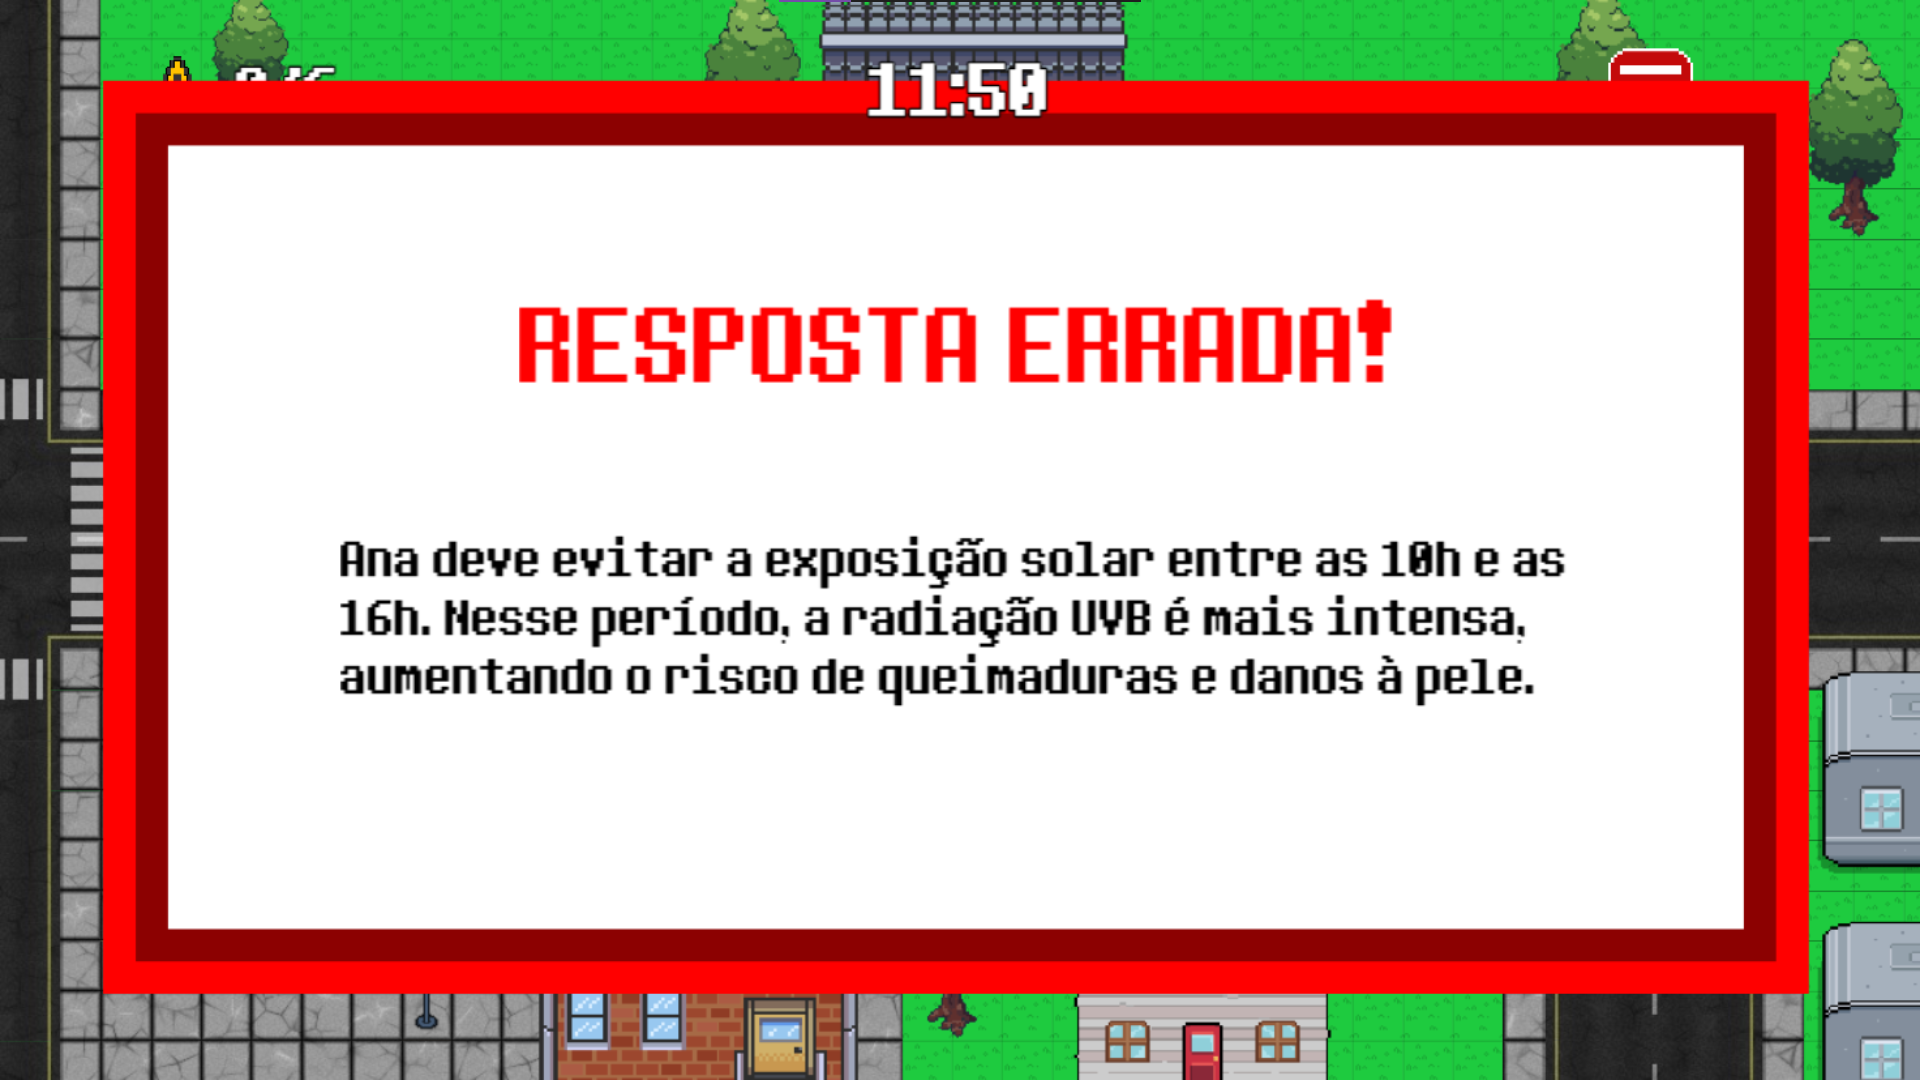 11:50
RESPOSTA ERRADA!
Ana deve evitar a exposição solar entre as 10h e as
16h. Nesse período, a radiação UVB é mais intensa,
aumentando o risco de queimaduras e danos à pele.